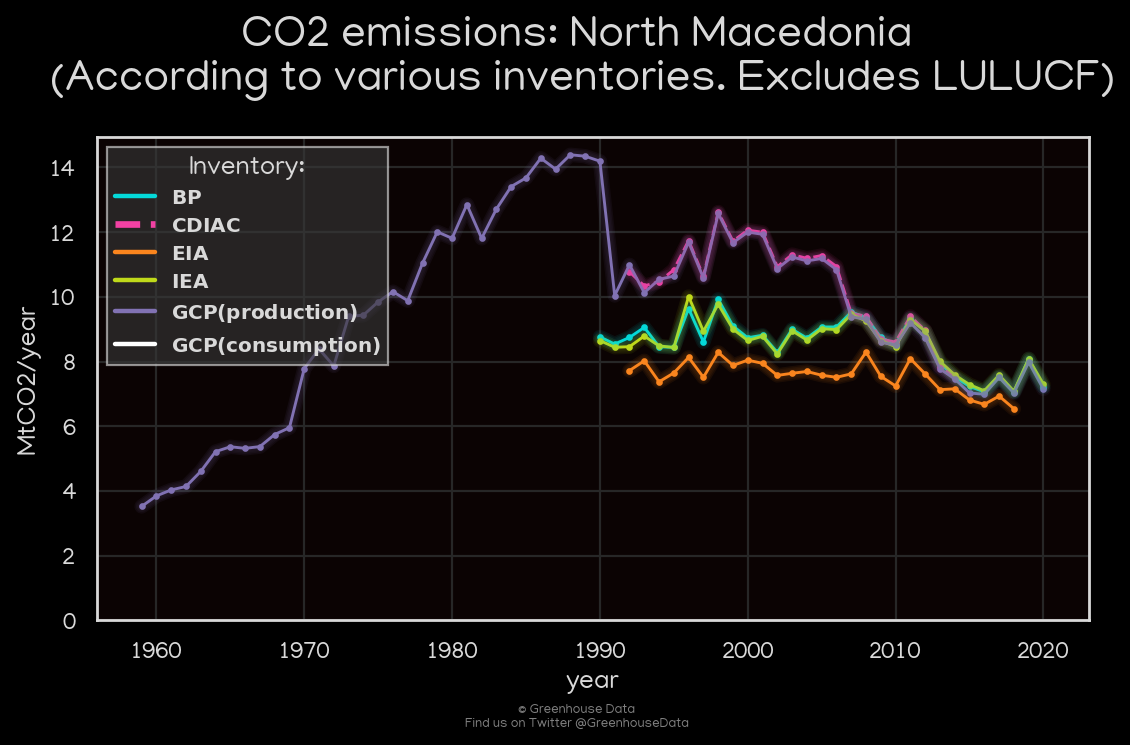 CO2 emissions: North Macedonia
(According to various inventories. Excludes LULUCF)
Inventory:
BP
CDIAC
EIA
IEA
GCP(production)
GCP(consumption)
MtCO2/year
14
12
10
8
6
4
2
0
1960 1970 1980 1990 2000 2010 2020
year
© Greenhouse Data
Find us on Twitter @GreenhouseData